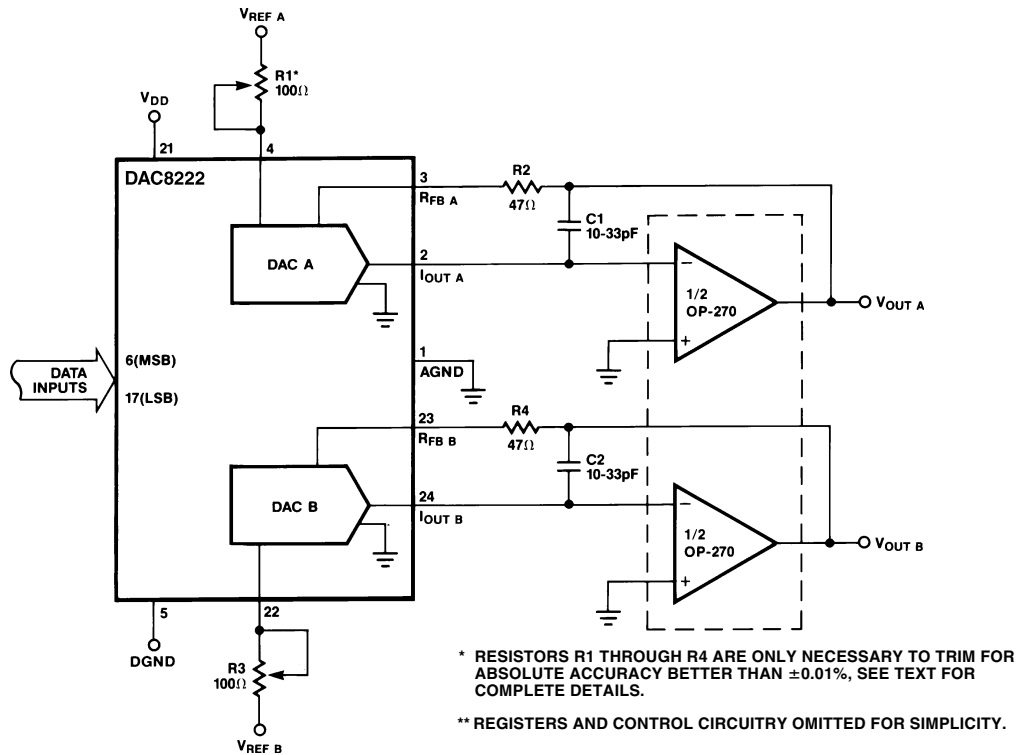 VREF A
R1*
100Ω
VDD
21
4
DAC8222
3
RFB A
R2
47Ω
C1
10-33pF
DAC A
2
IOUT A
−
1/2
OP-270
+
VOUT A
1
AGND
6(MSB)
DATA
INPUTS
17(LSB)
23
RFB B
R4
47Ω
C2
10-33pF
DAC B
24
IOUT B
−
1/2
OP-270
+
VOUT B
5
22
DGND
R3
100Ω
VREF B
* RESISTORS R1 THROUGH R4 ARE ONLY NECESSARY TO TRIM FOR
ABSOLUTE ACCURACY BETTER THAN ±0.01%, SEE TEXT FOR
COMPLETE DETAILS.
** REGISTERS AND CONTROL CIRCUITRY OMITTED FOR SIMPLICITY.